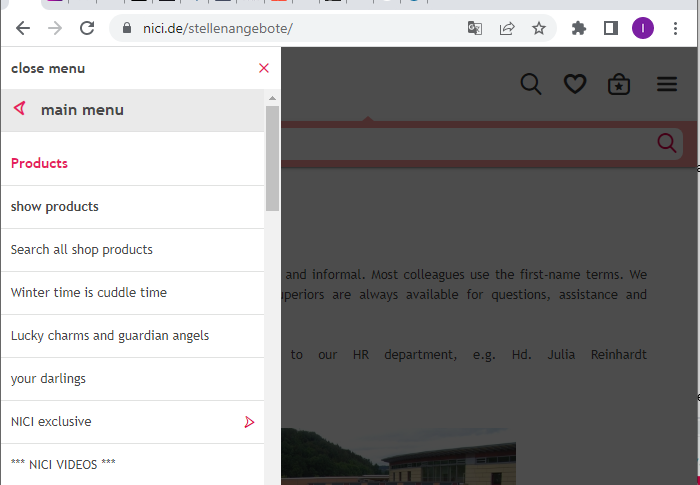 nici.de/stellenangebote/
I
close menu
main menu
Products
show products
Search all shop products
Winter time is cuddle time
Lucky charms and guardian angels
your darlings
NICI exclusive
*** NICI VIDEOS ***
and informal. Most colleagues use the first-name terms. We
uperiors are always available for questions, assistance and
to our HR department, e.g. Hd. Julia Reinhardt